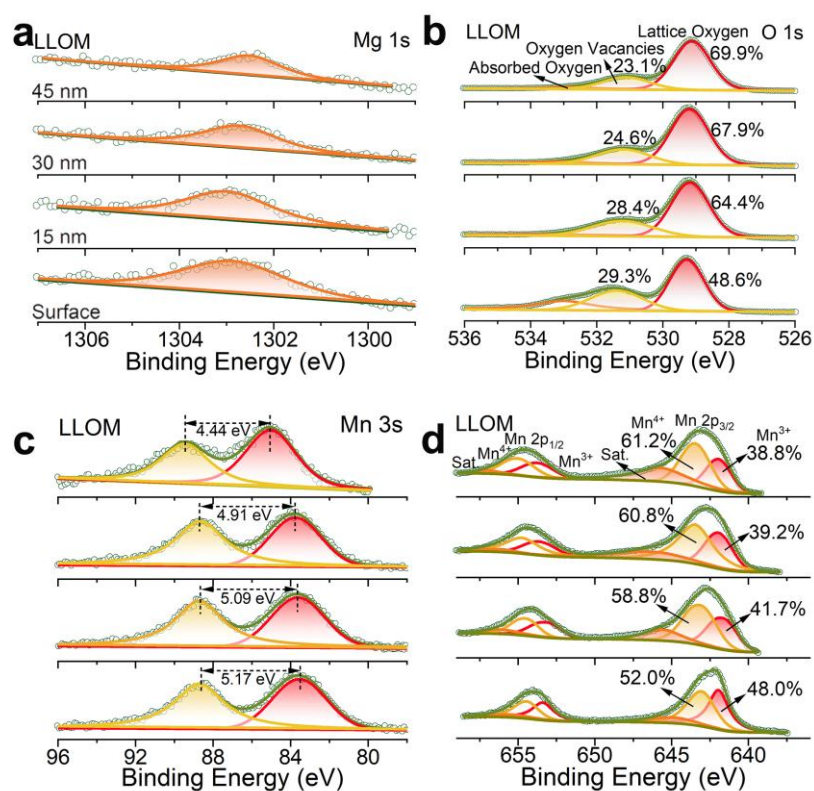 a
LLOM
Mg 1s
45 nm
30 nm
15 nm
Surface
1306 1304 1302 1300
Binding Energy (eV)
b
LLOM
Lattice Oxygen
O 1s
Oxygen Vacancies
Absorbed Oxygen
23.1%
69.9%
24.6%
67.9%
28.4%
64.4%
29.3%
48.6%
536 534 532 530 528 526
Binding Energy (eV)
c
LLOM
Mn 3s
4.44 eV
4.91 eV
5.09 eV
5.17 eV
96 92 88 84 80
Binding Energy (eV)
d
LLOM
Sat.
Mn⁴⁺
Mn 2p₁/₂
Mn³⁺
Sat.
Mn⁴⁺
Mn 2p₃/₂
Mn³⁺
61.2%
38.8%
60.8%
39.2%
58.8%
41.7%
52.0%
48.0%
655 650 645 640
Binding Energy (eV)